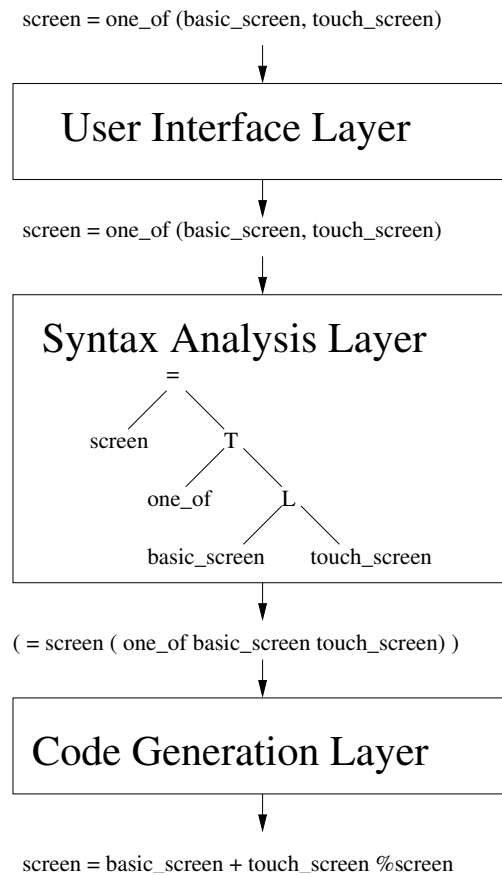 screen = one_of (basic_screen, touch_screen)
User Interface Layer
screen = one_of (basic_screen, touch_screen)
Syntax Analysis Layer
=
screen
T
one_of
L
basic_screen touch_screen
( = screen ( one_of basic_screen touch_screen) )
Code Generation Layer
screen = basic_screen + touch_screen %screen